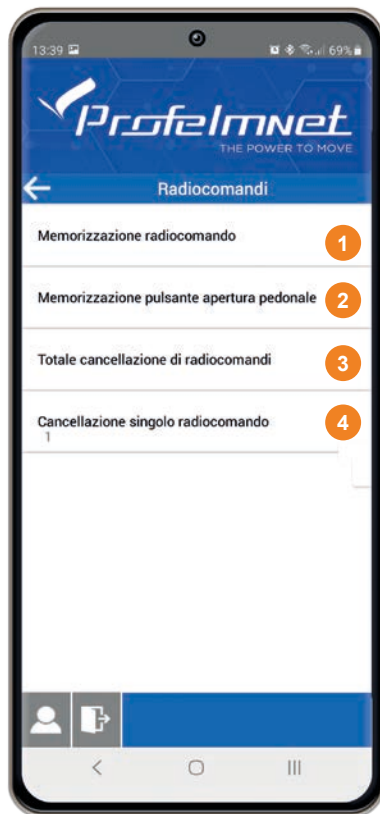 13:39 69%
Profelmnet
THE POWER TO MOVE
Radiocomandi
Memorizzazione radiocomando 1
Memorizzazione pulsante apertura pedonale 2
Totale cancellazione di radiocomandi 3
Cancellazione singolo radiocomando 4
1